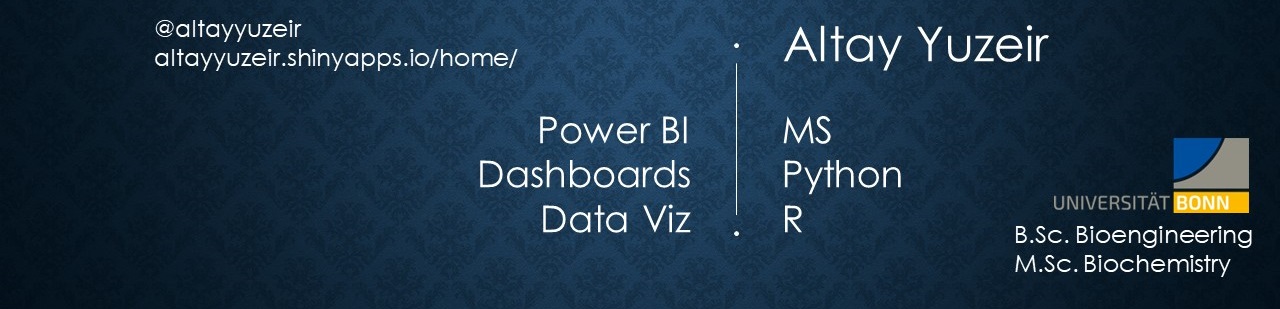 @altayyuzeir
altayyuzeir.shinyapps.io/home/
Altay Yuzeir
Power BI
Dashboards
Data Viz
MS
Python
R
UNIVERSITÄT BONN
B.Sc. Bioengineering
M.Sc. Biochemistry